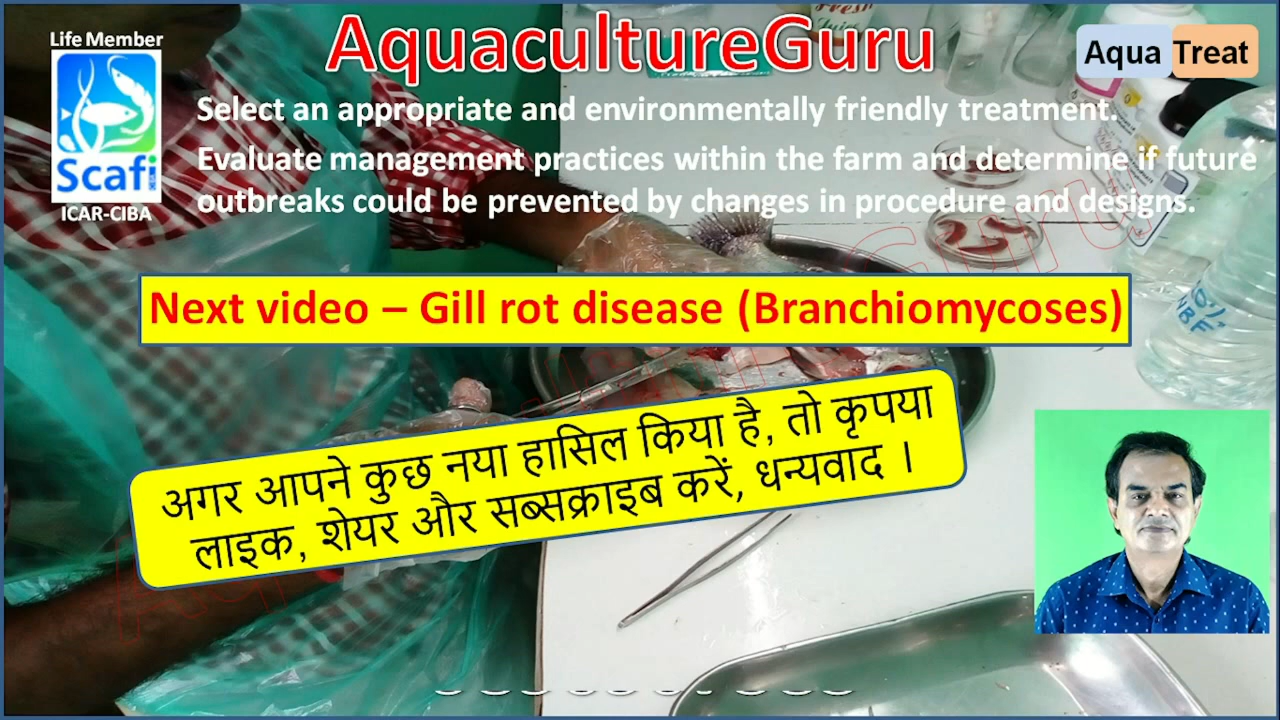 Life Member
AquacultureGuru
Aqua Treat
Scafi
ICAR-CIBA
Select an appropriate and environmentally friendly treatment.
Evaluate management practices within the farm and determine if future
outbreaks could be prevented by changes in procedure and designs.
Fresh
Juice
Next video – Gill rot disease (Branchiomycoses)
अगर आपने कुछ नया हासिल किया है, तो कृपया
लाइक, शेयर और सब्सक्राइब करें, धन्यवाद ।